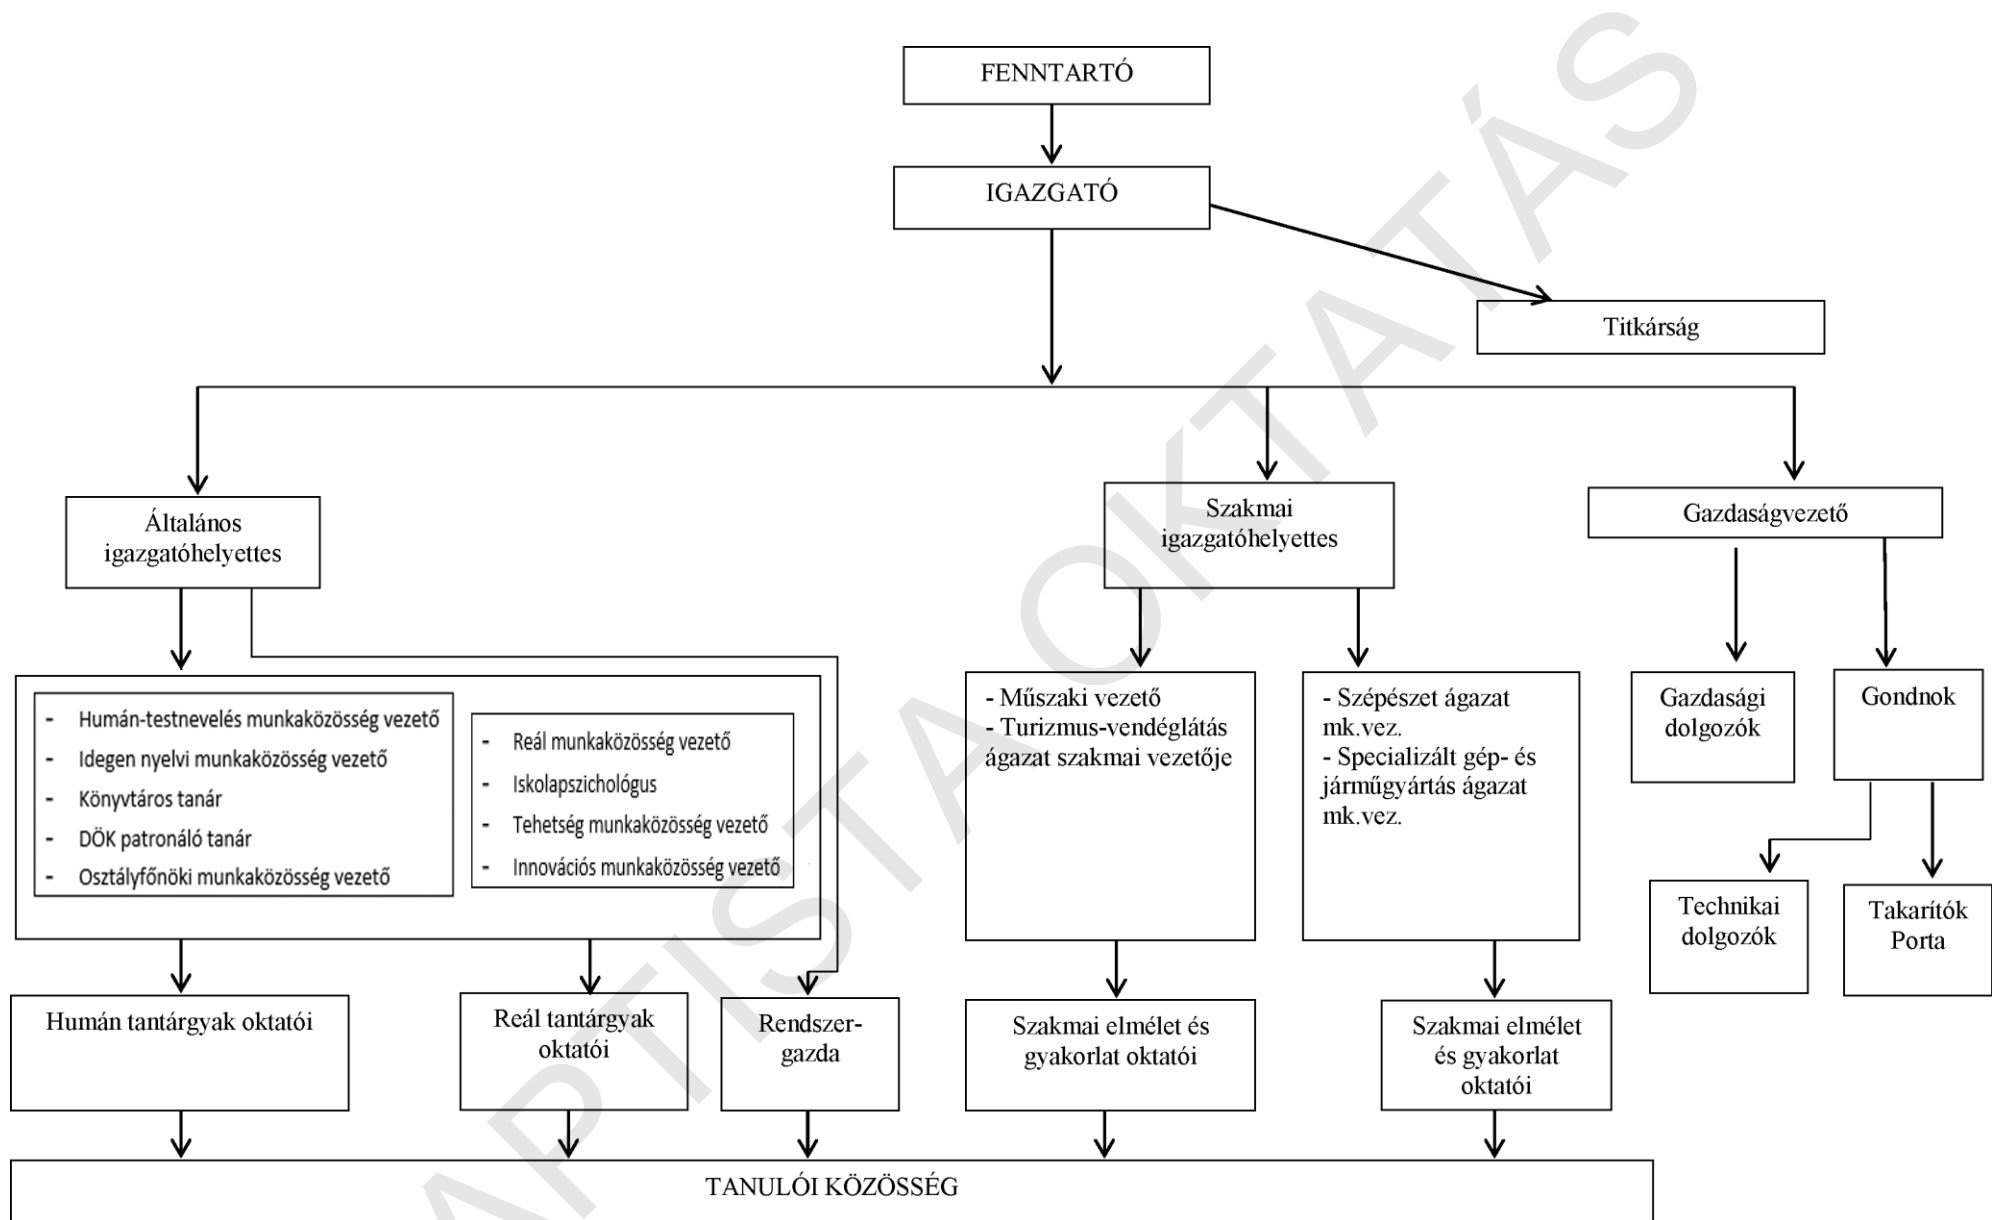 FENNTARTÓ
IGAZGATÓ
Titkárság
Általános
igazgatóhelyettes
Szakmai
igazgatóhelyettes
Gazdaságvezető
- Humán-testnevelés munkaközösség vezető
- Idegen nyelvi munkaközösség vezető
- Könyvtáros tanár
- DÖK patronáló tanár
- Osztályfőnöki munkaközösség vezető
- Reál munkaközösség vezető
- Iskolapszichológus
- Tehetség munkaközösség vezető
- Innovációs munkaközösség vezető
- Műszaki vezető
- Turizmus-vendéglátás
ágazat szakmai vezetője
- Szépészet ágazat
mk.vez.
- Specializált gép- és
járműgyártás ágazat
mk.vez.
Gazdasági
dolgozók
Gondnok
Technikai
dolgozók
Takarítók
Porta
Humán tantárgyak oktatói
Reál tantárgyak
oktatói
Rendszer-
gazda
Szakmai elmélet és
gyakorlat oktatói
Szakmai elmélet
és gyakorlat
oktatói
TANULÓI KÖZÖSSÉG
APTISTA OKTATÁS